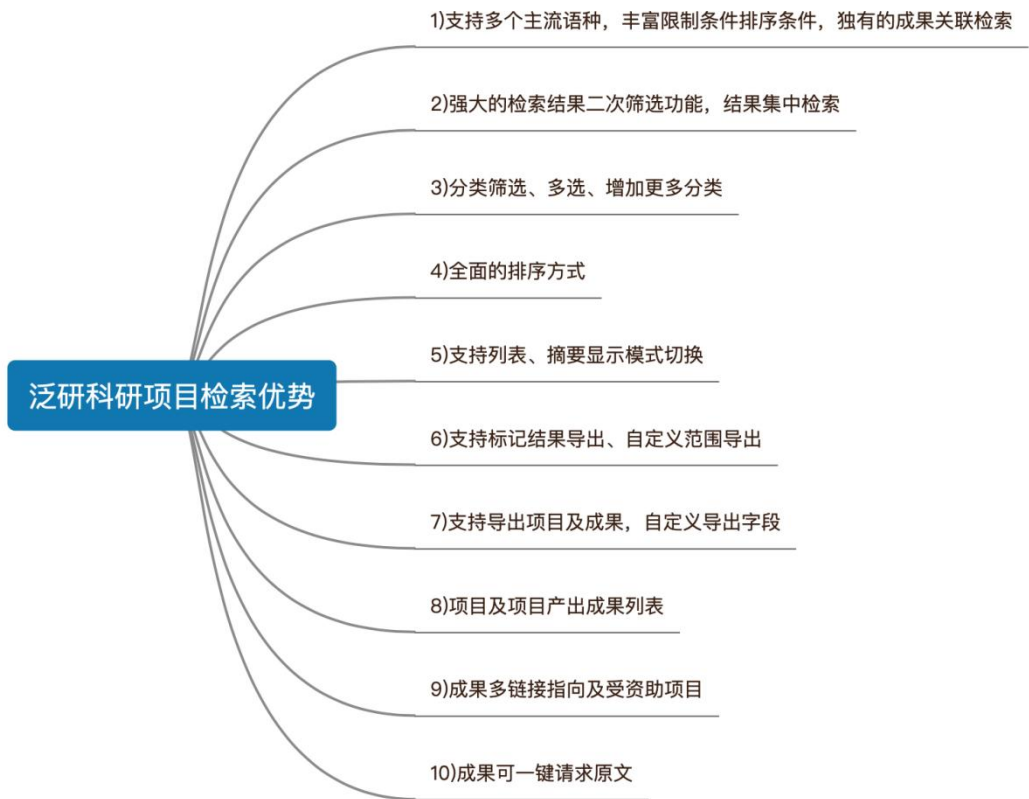 1)支持多个主流语种，丰富限制条件排序条件，独有的成果关联检索
2)强大的检索结果二次筛选功能，结果集中检索
3)分类筛选、多选、增加更多分类
4)全面的排序方式
5)支持列表、摘要显示模式切换
泛研科研项目检索优势
6)支持标记结果导出、自定义范围导出
7)支持导出项目及成果，自定义导出字段
8)项目及项目产出成果列表
9)成果多链接指向及受资助项目
10)成果可一键请求原文